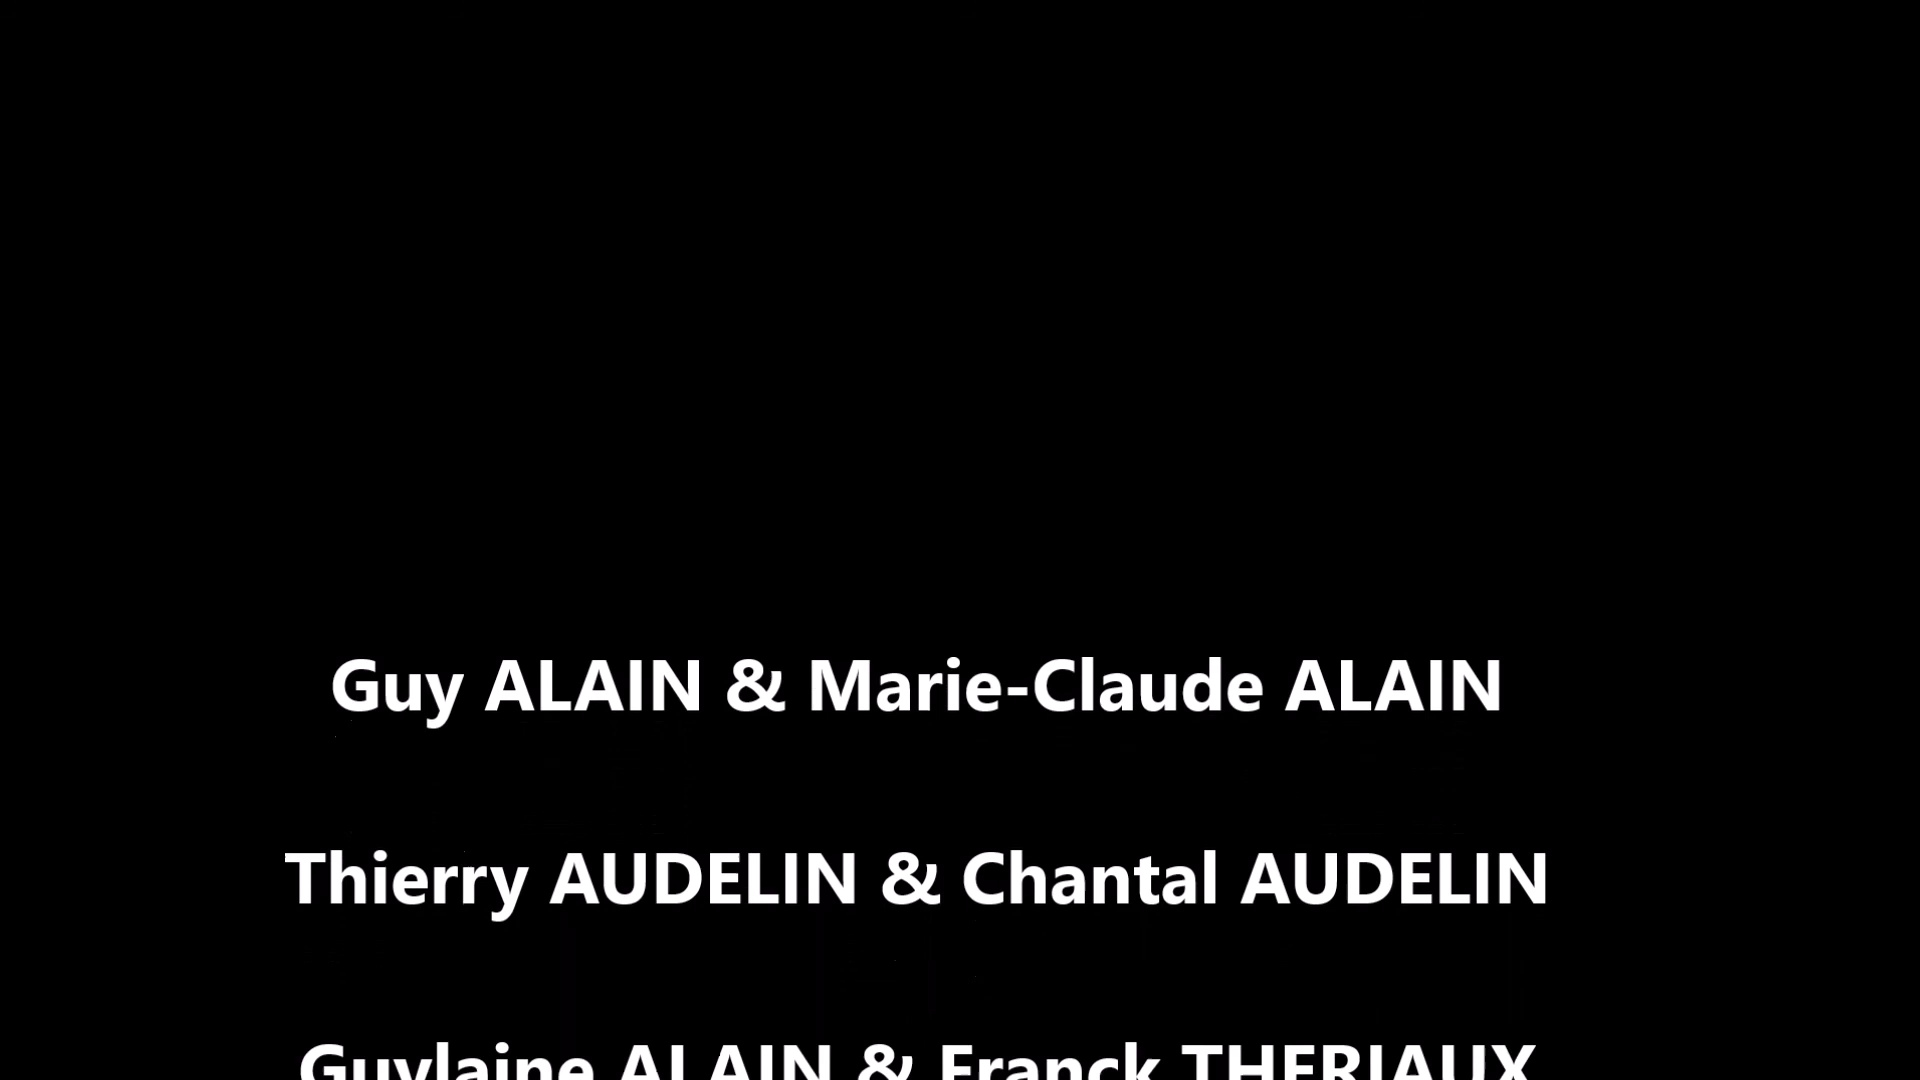 Guy ALAIN & Marie-Claude ALAIN
Thierry AUDELIN & Chantal AUDELIN
Guylaine ALAIN & Franck THERIAUX